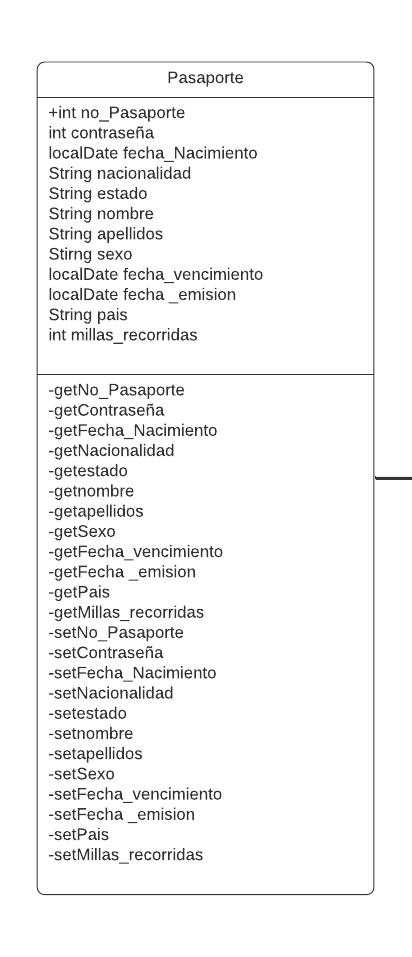 Pasaporte
+int no_Pasaporte
int contraseña
localDate fecha_Nacimiento
String nacionalidad
String estado
String nombre
String apellidos
Stirng sexo
localDate fecha_vencimiento
localDate fecha _emision
String pais
int millas_recorridas
-getNo_Pasaporte
-getContraseña
-getFecha_Nacimiento
-getNacionalidad
-getestado
-getnombre
-getapellidos
-getSexo
-getFecha_vencimiento
-getFecha _emision
-getPais
-getMillas_recorridas
-setNo_Pasaporte
-setContraseña
-setFecha_Nacimiento
-setNacionalidad
-setestado
-setnombre
-setapellidos
-setSexo
-setFecha_vencimiento
-setFecha _emision
-setPais
-setMillas_recorridas